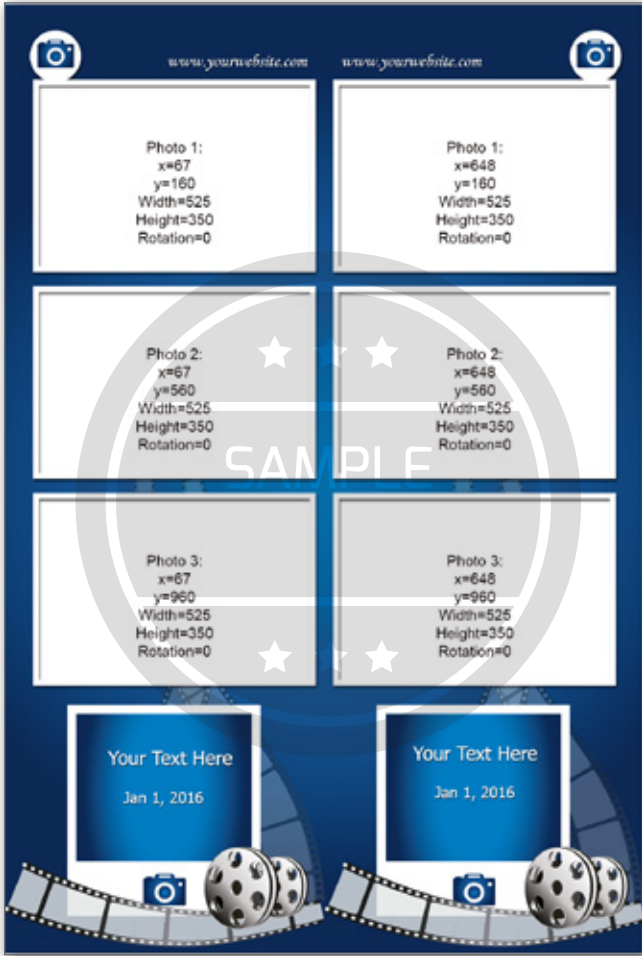 www.yourwebsite.com
www.yourwebsite.com
Photo 1:
x=67
y=160
Width=525
Height=350
Rotation=0
Photo 1:
x=648
y=160
Width=525
Height=350
Rotation=0
Photo 2:
x=67
y=560
Width=525
Height=350
Rotation=0
Photo 2:
x=648
y=560
Width=525
Height=350
Rotation=0
SAMPLE
Photo 3:
x=67
y=960
Width=525
Height=350
Rotation=0
Photo 3:
x=648
y=960
Width=525
Height=350
Rotation=0
Your Text Here
Jan 1, 2016
Your Text Here
Jan 1, 2016